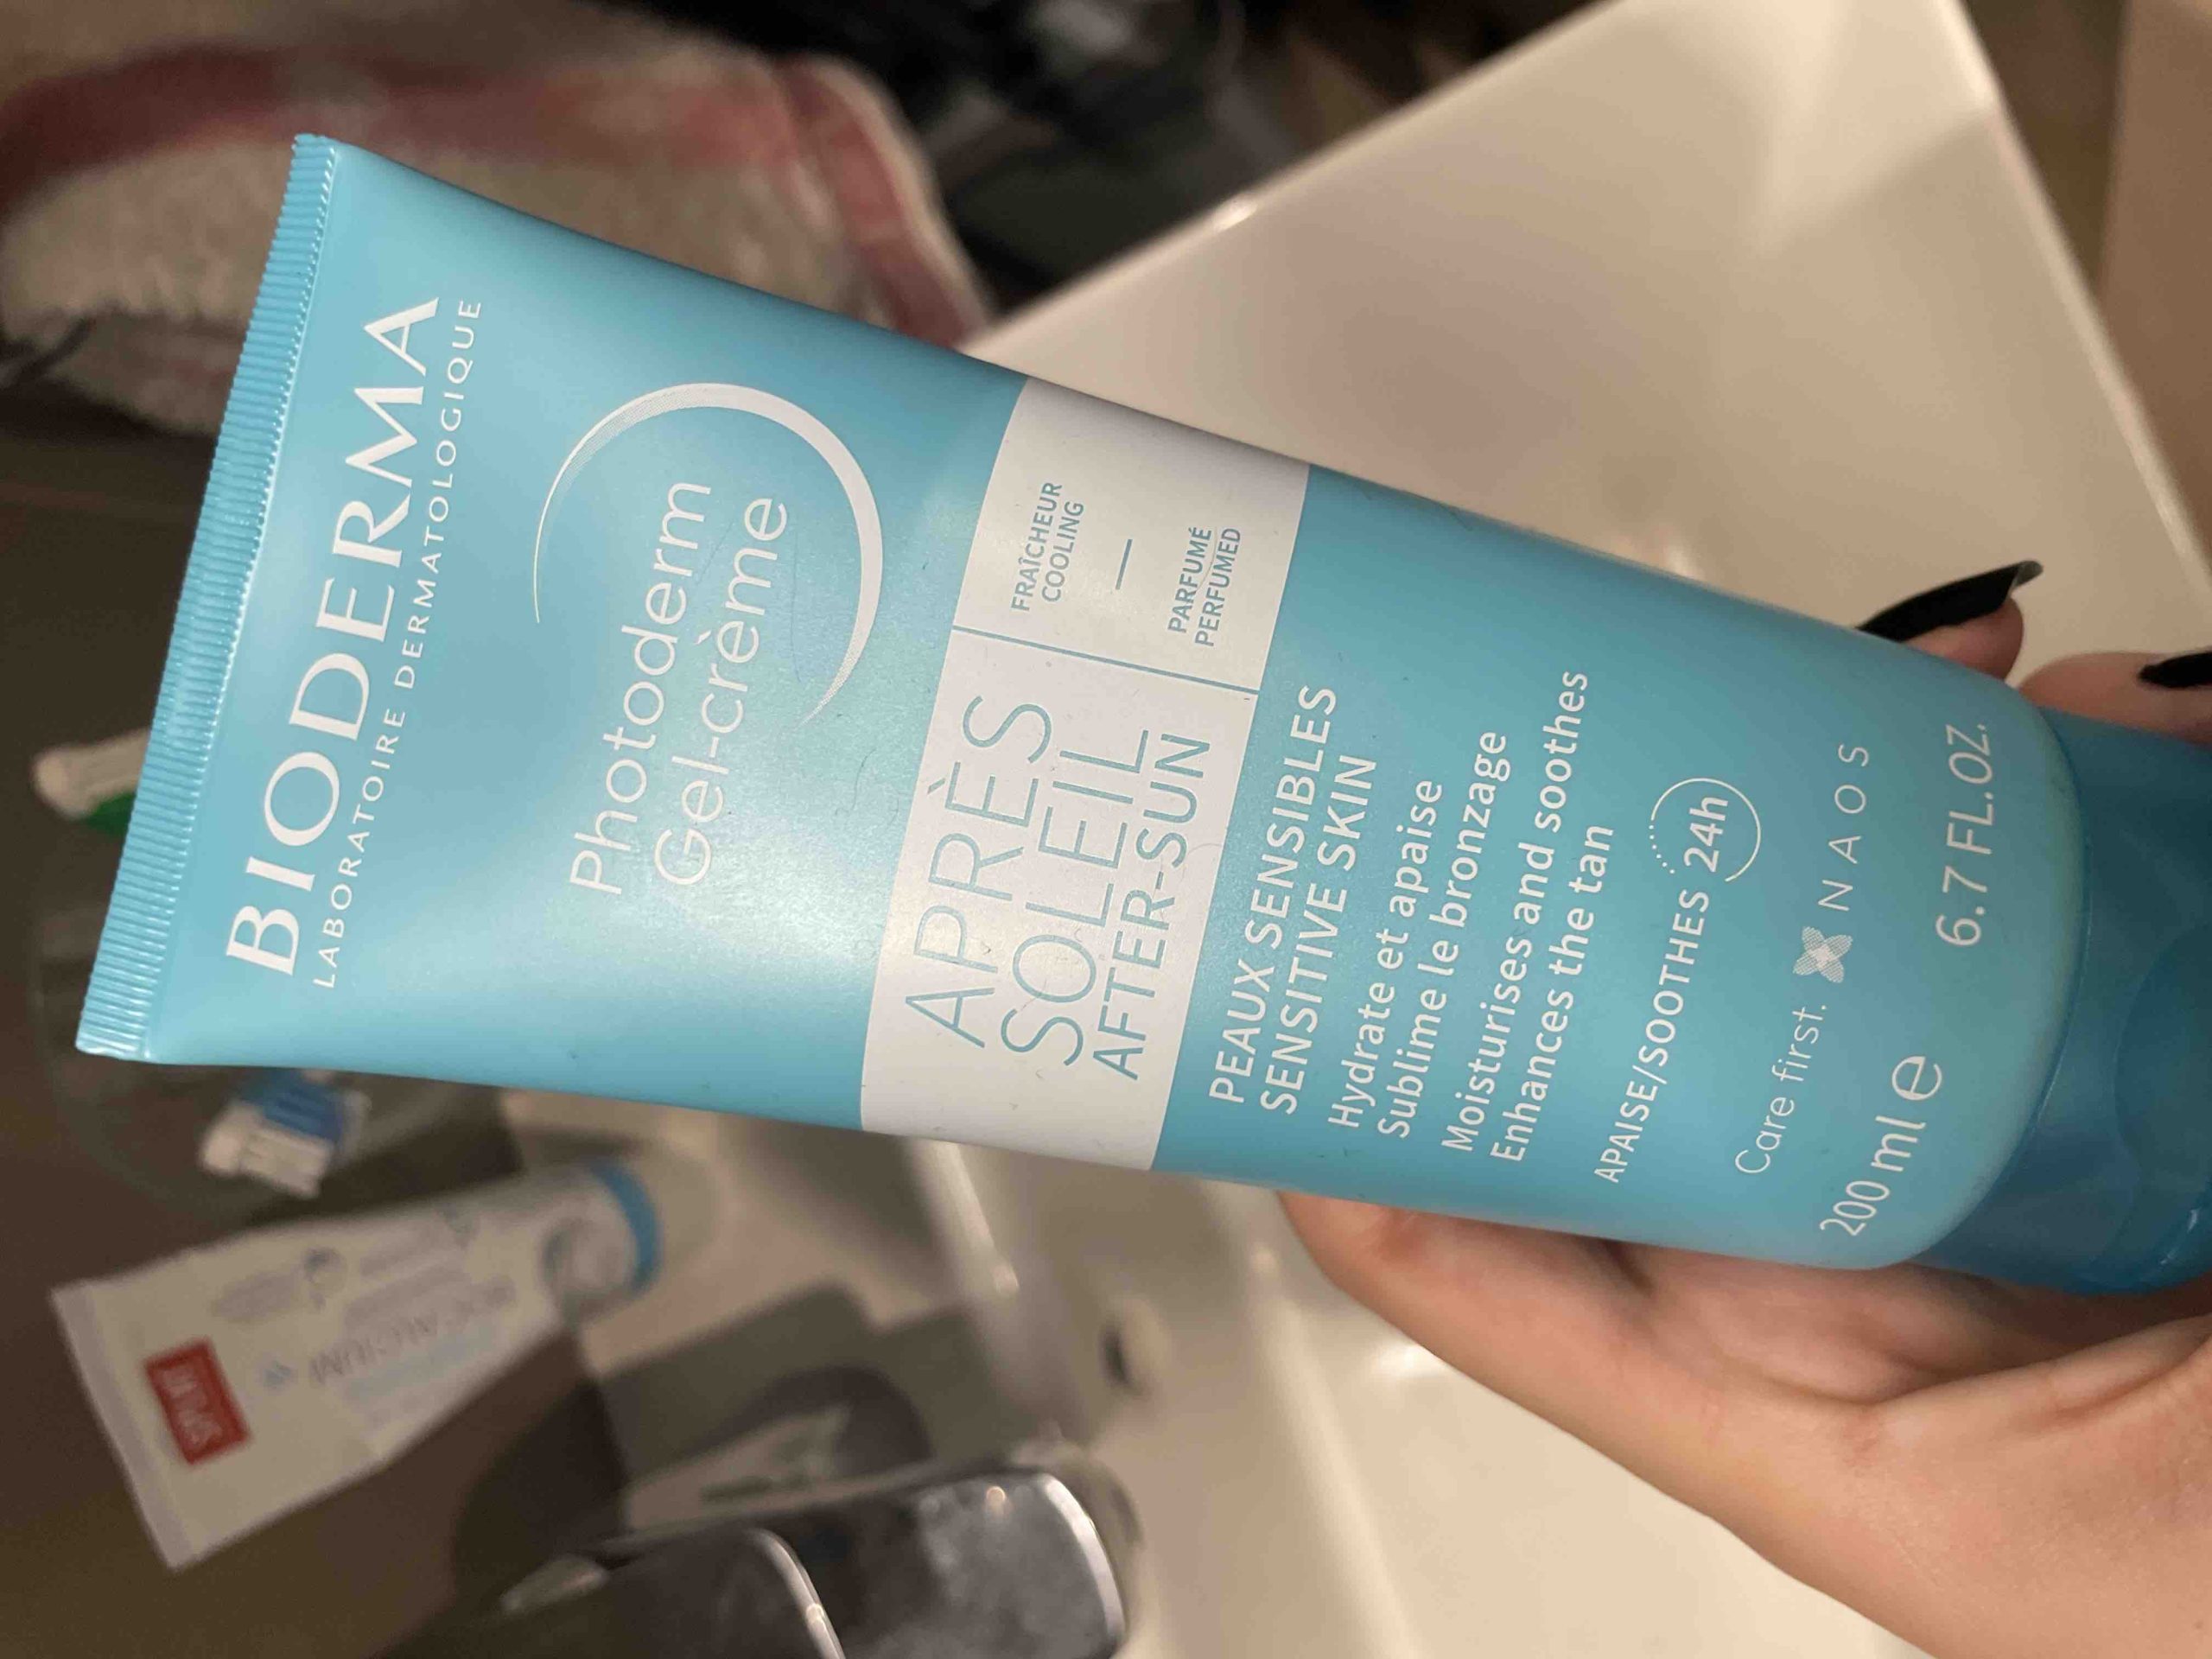 BIODERMA
LABORATOIRE DERMATOLOGIQUE
Photoderm
Gel-crème
APRÈS
SOLEIL
AFTER-SUN
FRAÎCHEUR
COOLING
PARFUMÉ
PERFUMED
PEAUX SENSIBLES
SENSITIVE SKIN
Hydrate et apaise
Sublime le bronzage
Moisturises and soothes
Enhances the tan
APAISE/SOOTHES 24h
Care first. NAOS
200 ml e 6.7 FL.OZ.